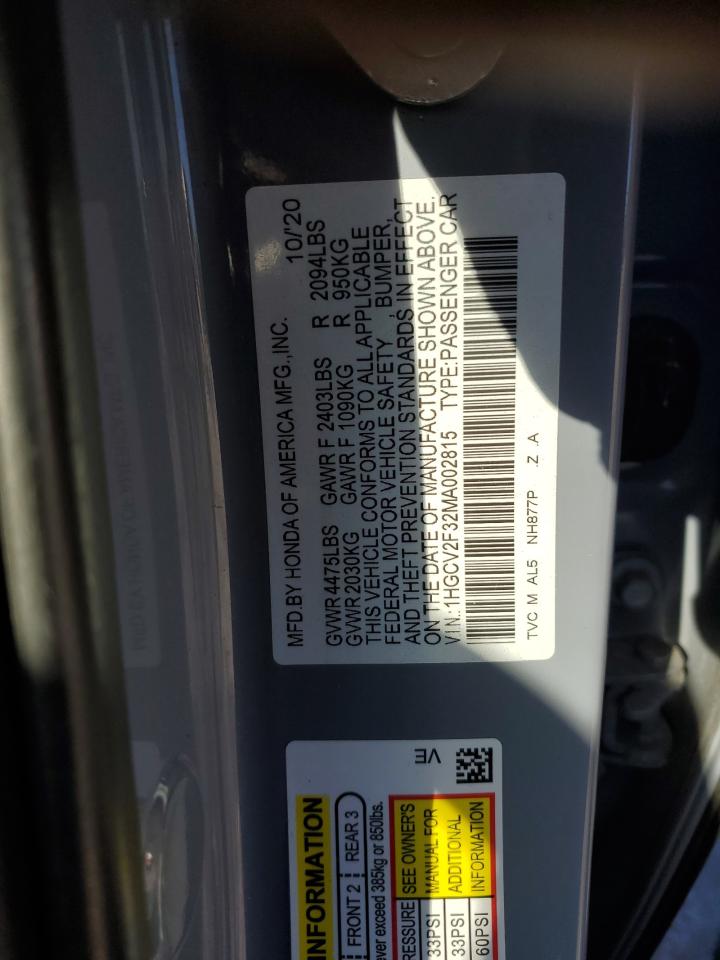 MFD.BY HONDA OF AMERICA MFG.,INC. 10/'20
GVWR 4475LBS GAWR F 2403LBS R 2094LBS
GVWR 2030KG GAWR F 1090KG R 950KG
THIS VEHICLE CONFORMS TO ALL APPLICABLE
FEDERAL MOTOR VEHICLE SAFETY, BUMPER,
AND THEFT PREVENTION STANDARDS IN EFFECT
ON THE DATE OF MANUFACTURE SHOWN ABOVE.
V I N.:1HGCV2F32MA002815 TYPE:PASSENGER CAR
TVC M AL5 NH877P .Z .A
VE
INFORMATION
FRONT 2 REAR 3
ever exceed 385kg or 850lbs.
RESSURE SEE OWNER'S
33PSI MANUAL FOR
33PSI ADDITIONAL
60PSI INFORMATION